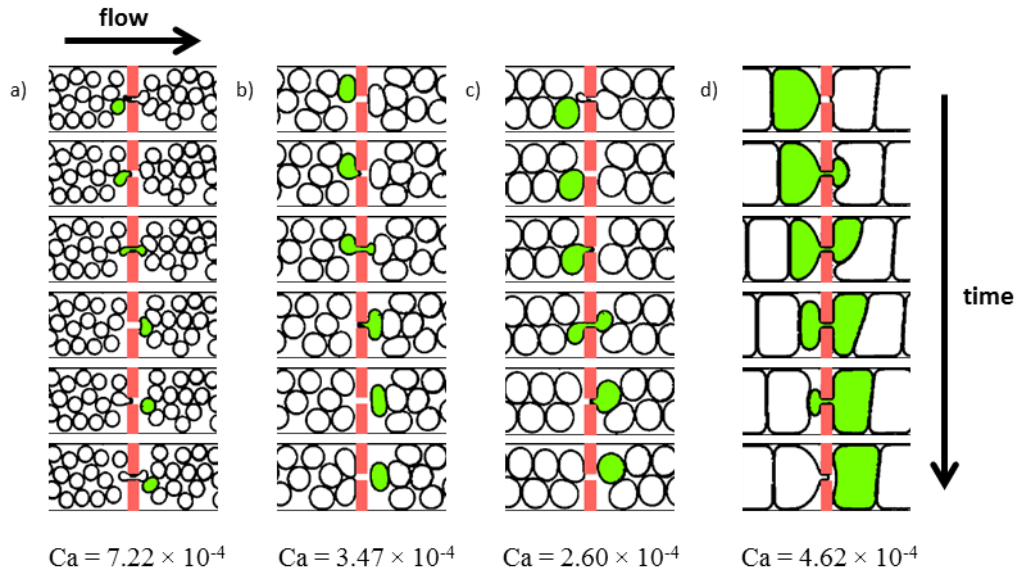 flow
a)
b)
c)
d)
time
Ca = 7.22 × 10-4
Ca = 3.47 × 10-4
Ca = 2.60 × 10-4
Ca = 4.62 × 10-4